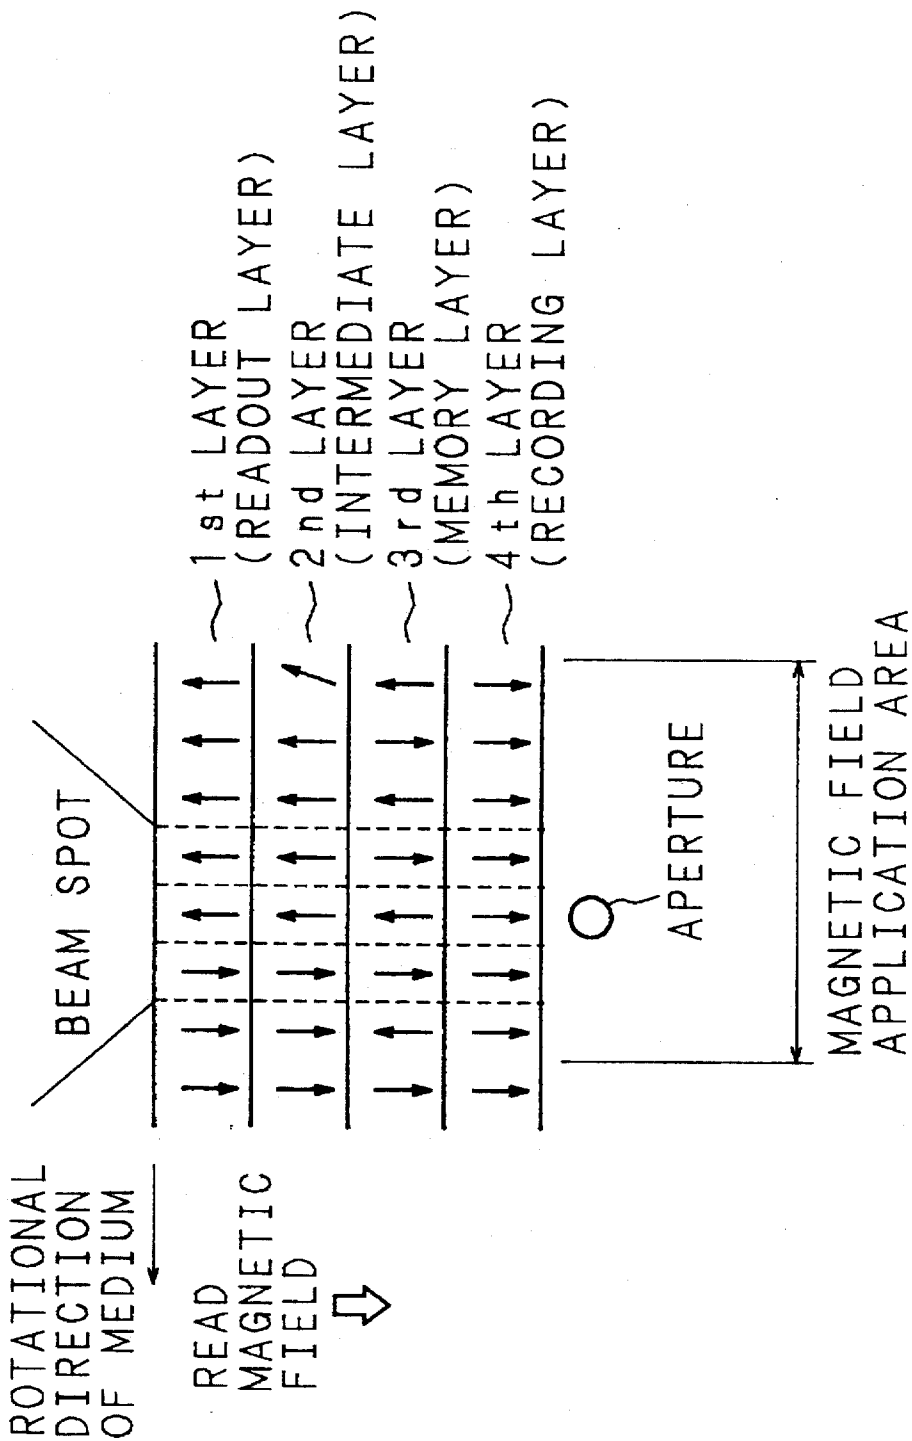 ROTATIONAL
DIRECTION
OF MEDIUM
READ
MAGNETIC
FIELD
BEAM SPOT
1st LAYER
(READOUT LAYER)
2nd LAYER
(INTERMEDIATE LAYER)
3rd LAYER
(MEMORY LAYER)
4th LAYER
(RECORDING LAYER)
APERTURE
MAGNETIC FIELD
APPLICATION AREA